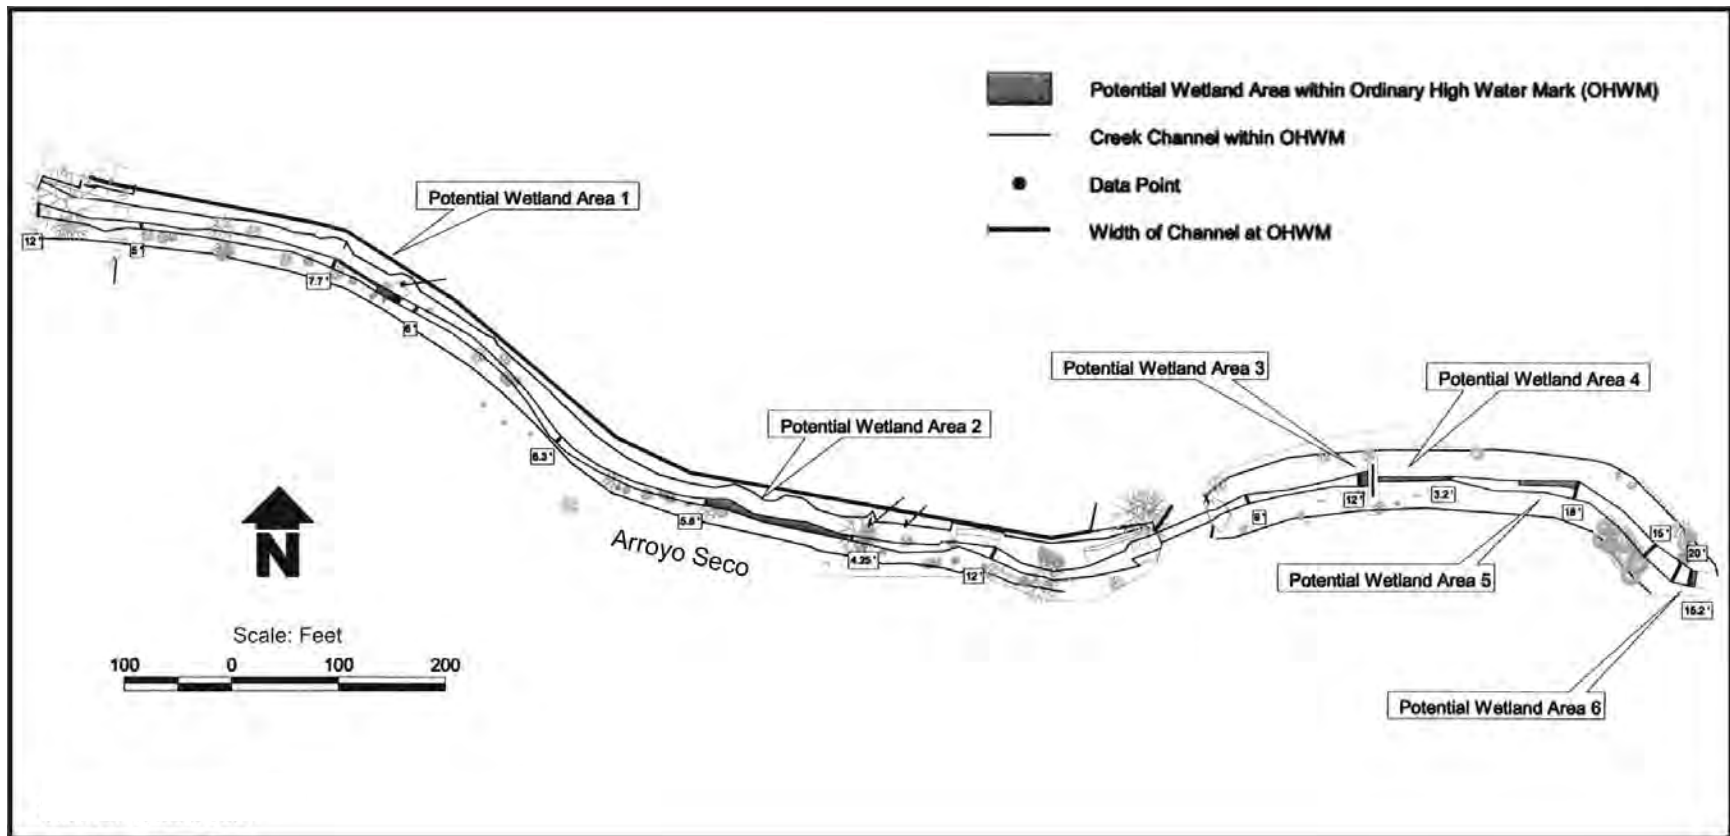 Potential Wetland Area within Ordinary High Water Mark (OHWM)
Creek Channel within OHWM
Data Point
Width of Channel at OHWM
Potential Wetland Area 1
12'
5'
7.7'
6'
Potential Wetland Area 3
Potential Wetland Area 4
Potential Wetland Area 2
6.3'
5.8'
Arroyo Seco
4.25'
12'
12'
3.2'
18'
15'
20'
Potential Wetland Area 5
15.2'
N
Scale: Feet
100 0 100 200
Potential Wetland Area 6